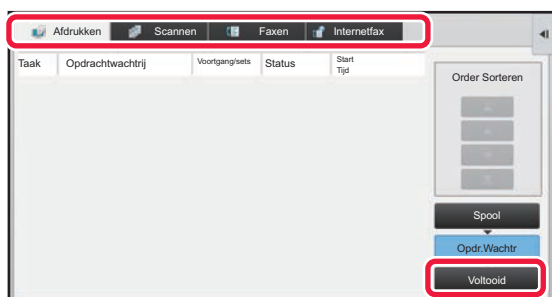 Afdrukken Scannen Faxen Internetfax
Taak Opdrachtwachtrij Voortgang/sets Status Start
Tijd
Order Sorteren
Spool
Opdr.Wachtr
Voltooid